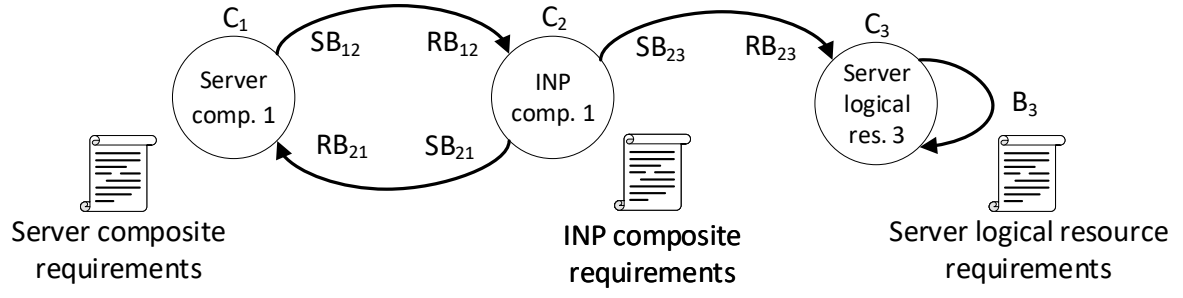 C₁
C₂
C₃
SB₁₂
RB₁₂
SB₂₃
RB₂₃
Server
comp. 1
INP
comp. 1
Server
logical
res. 3
B₃
RB₂₁
SB₂₁
Server composite
requirements
INP composite
requirements
Server logical resource
requirements